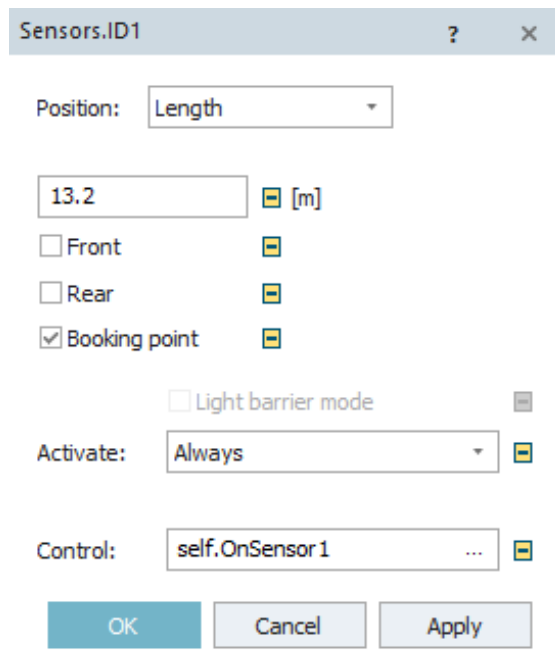 Sensors.ID1 ? ×
Position: Length
13.2 [m]
Front
Rear
Booking point
Light barrier mode
Activate: Always
Control: self.OnSensor1 ...
OK Cancel Apply